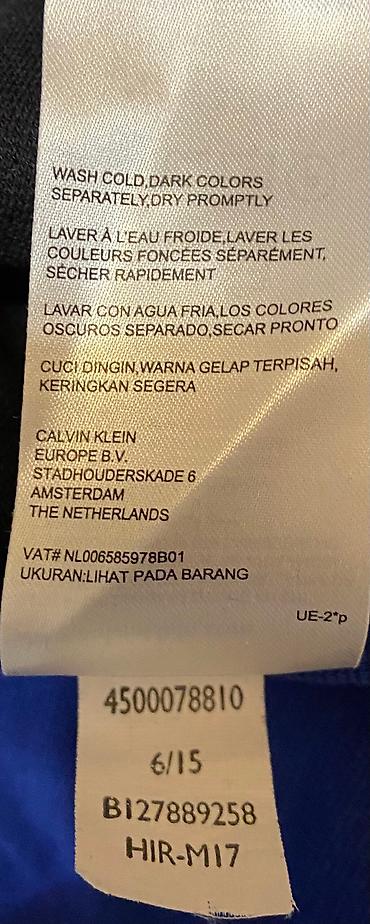 WASH COLD,DARK COLORS
SEPARATELY,DRY PROMPTLY
LAVER À L'EAU FROIDE,LAVER LES
COULEURS FONCÉES SÉPARÉMENT,
SÉCHER RAPIDEMENT
LAVAR CON AGUA FRIA,LOS COLORES
OSCUROS SEPARADO,SECAR PRONTO
CUCI DINGIN,WARNA GELAP TERPISAH,
KERINGKAN SEGERA
CALVIN KLEIN
EUROPE B.V.
STADHOUDERSKADE 6
AMSTERDAM
THE NETHERLANDS
VAT# NL006585978B01
UKURAN:LIHAT PADA BARANG
UE-2*p
4500078810
6/15
B127889258
HIR-M17